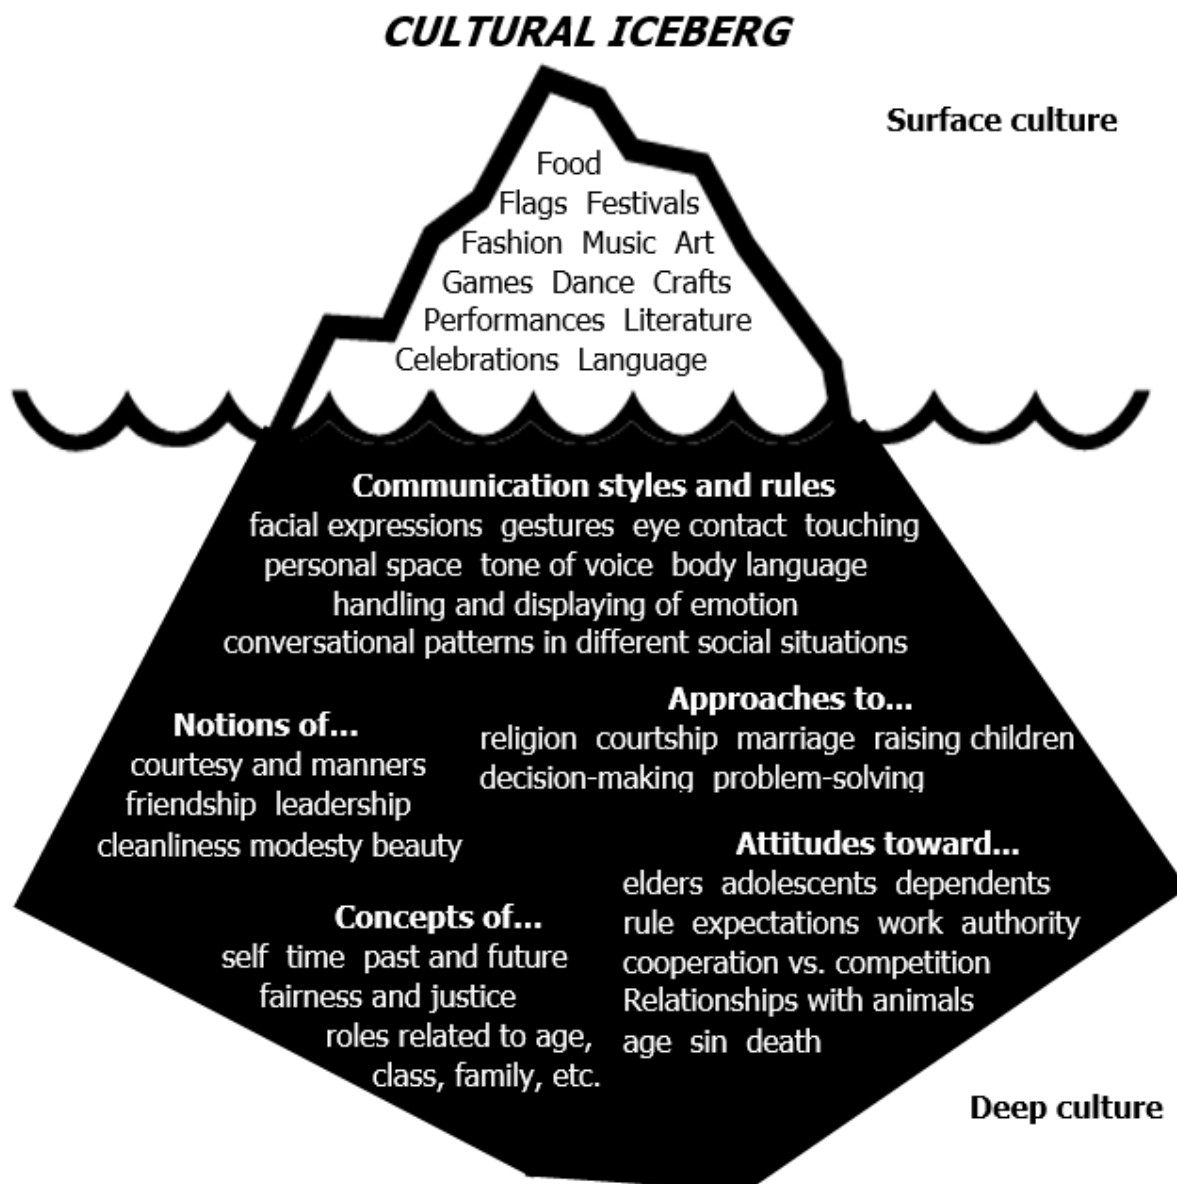 CULTURAL ICEBERG
Surface culture
Food
Flags Festivals
Fashion Music Art
Games Dance Crafts
Performances Literature
Celebrations Language
Communication styles and rules
facial expressions gestures eye contact touching
personal space tone of voice body language
handling and displaying of emotion
conversational patterns in different social situations
Notions of...
courtesy and manners
friendship leadership
cleanliness modesty beauty
Approaches to...
religion courtship marriage raising children
decision-making problem-solving
Concepts of...
self time past and future
fairness and justice
roles related to age,
class, family, etc.
Attitudes toward...
elders adolescents dependents
rule expectations work authority
cooperation vs. competition
Relationships with animals
age sin death
Deep culture